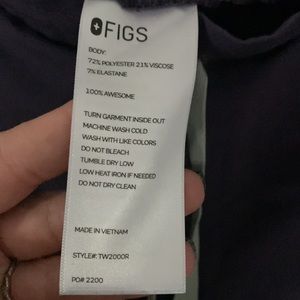 FIGS
BODY:
72% POLYESTER 21% VISCOSE
7% ELASTANE
100% AWESOME
TURN GARMENT INSIDE OUT
MACHINE WASH COLD
WASH WITH LIKE COLORS
DO NOT BLEACH
TUMBLE DRY LOW
LOW HEAT IRON IF NEEDED
DO NOT DRY CLEAN
MADE IN VIETNAM
STYLE#: TW2000R
PO# 2200